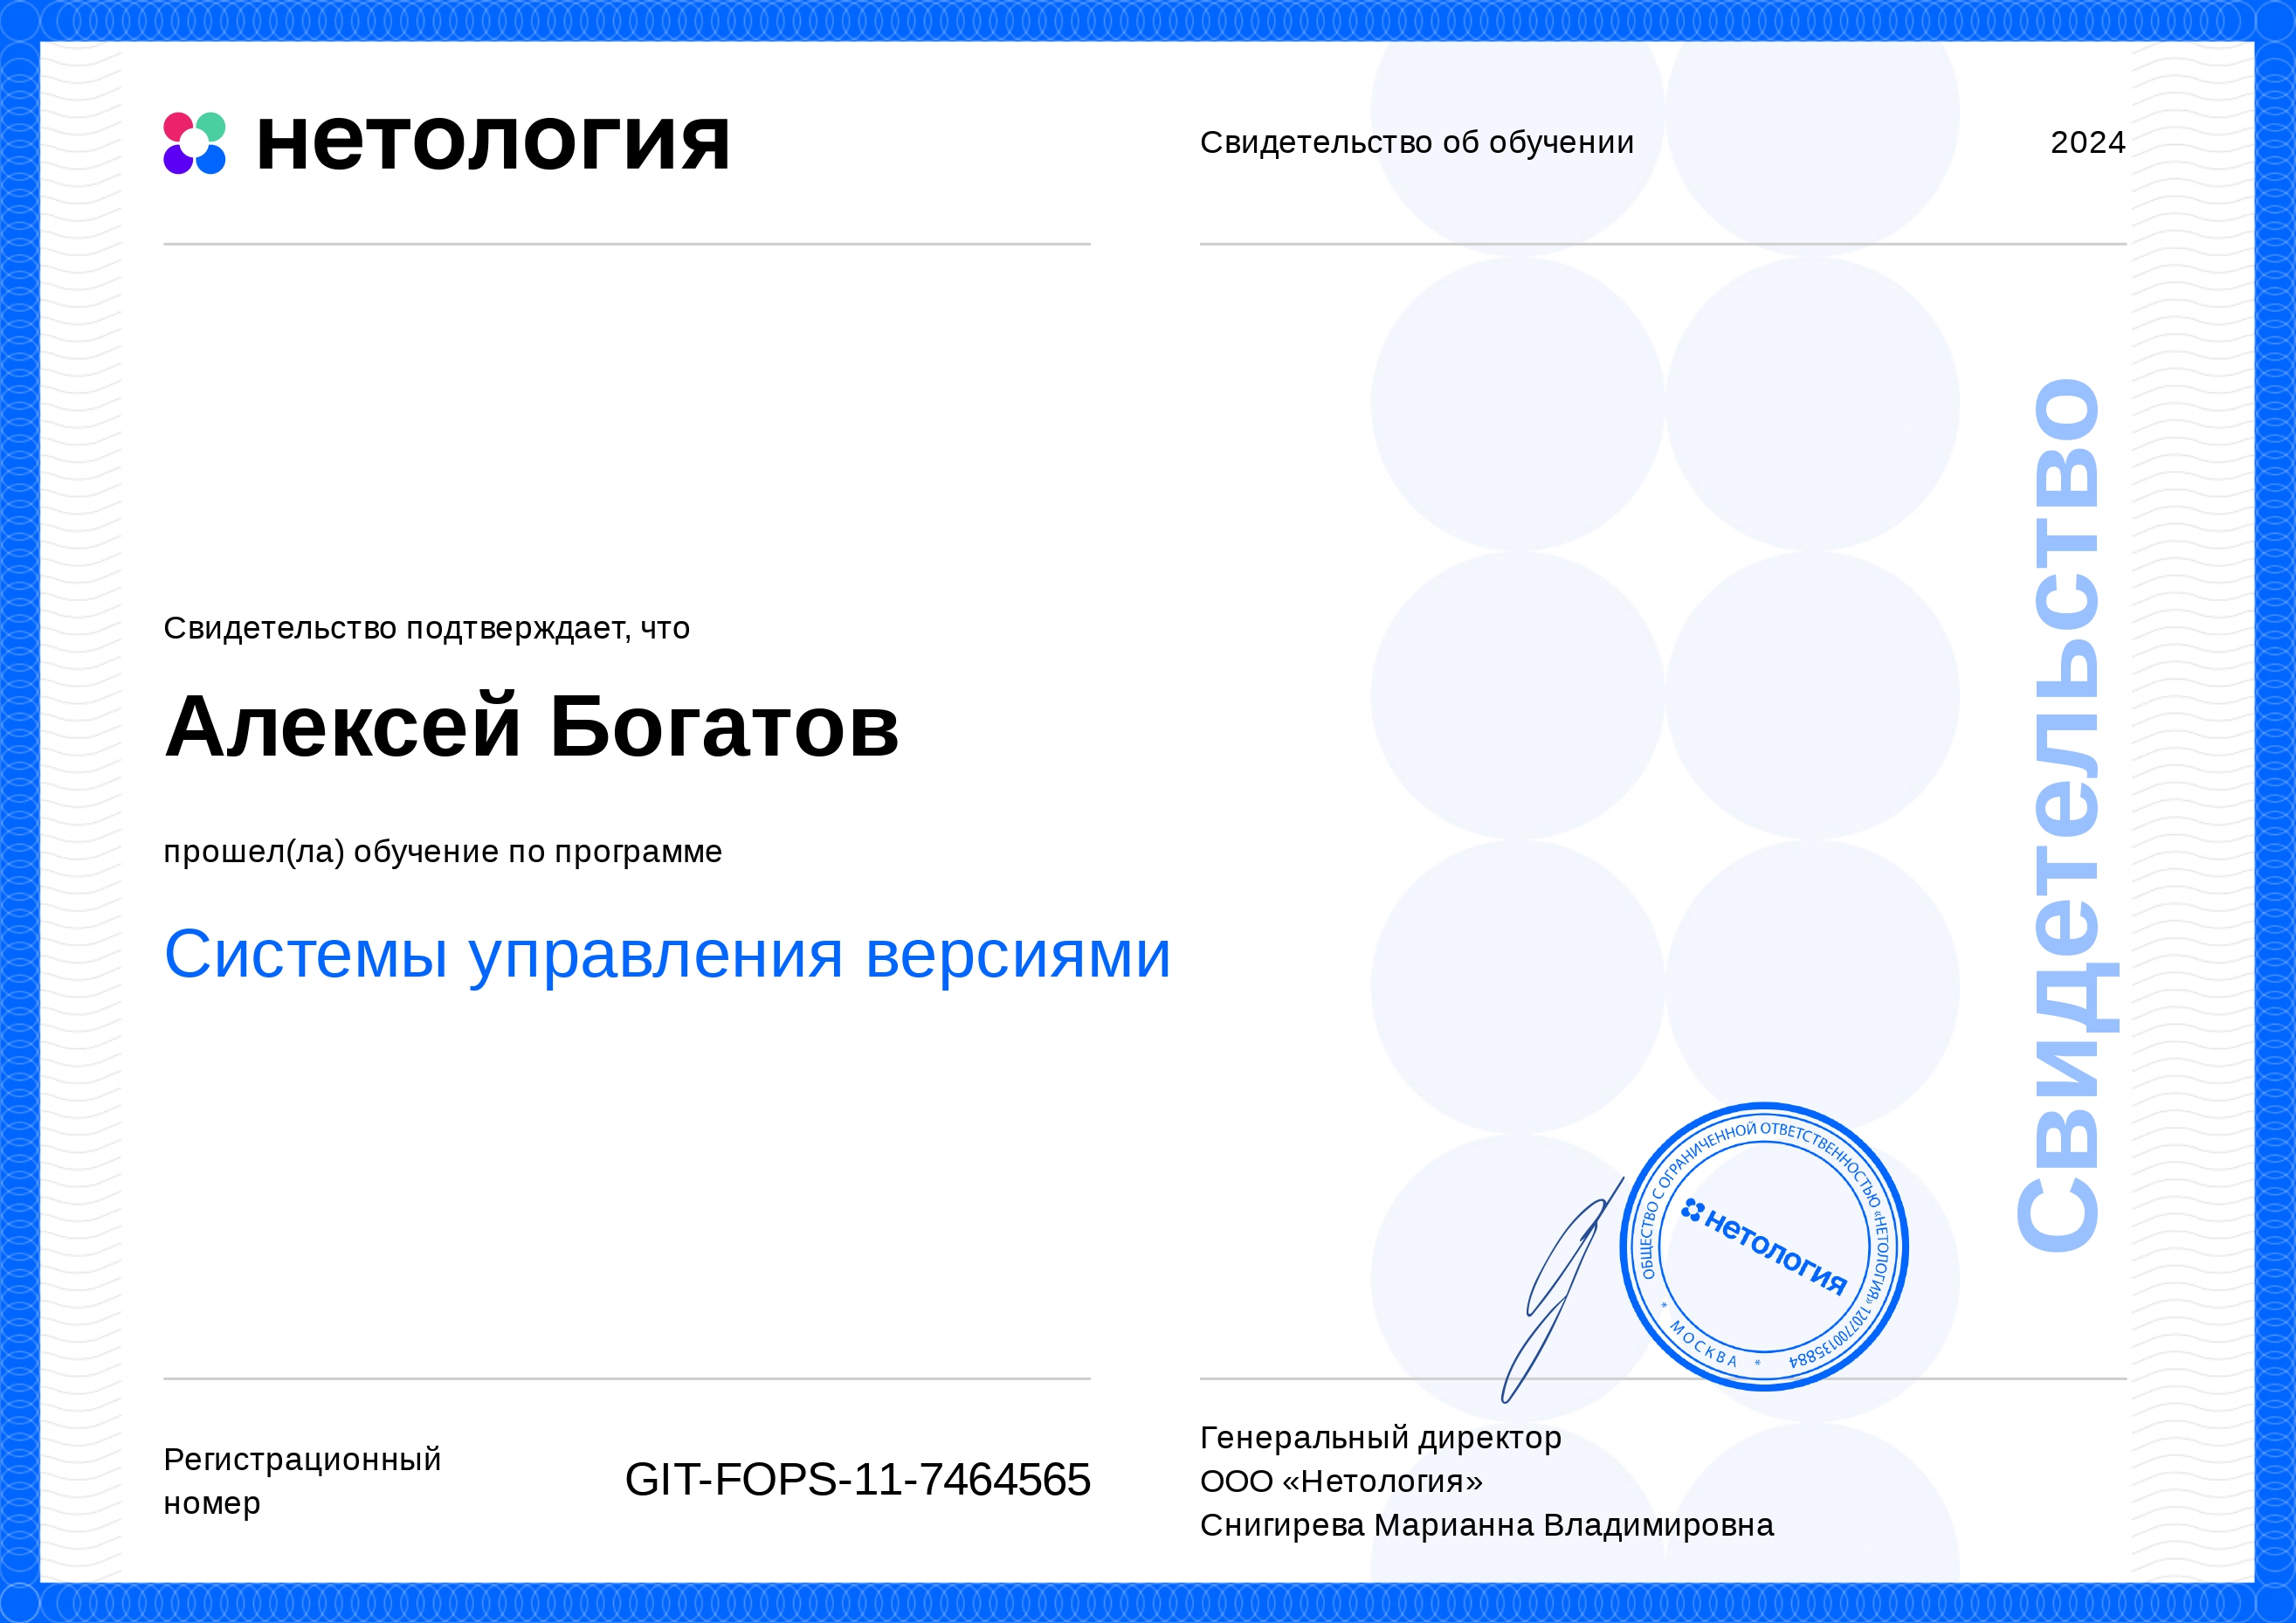 нетология
Свидетельство об обучении
2024
Свидетельство подтверждает, что
Алексей Богатов
прошел(ла) обучение по программе
Системы управления версиями
Свидетельство
ОБЩЕСТВО С ОГРАНИЧЕННОЙ ОТВЕТСТВЕННОСТЬЮ «НЕТОЛОГИЯ» 1207700135884
* МОСКВА *
нетология
Регистрационный
номер
GIT-FOPS-11-7464565
Генеральный директор
ООО «Нетология»
Снигирева Марианна Владимировна